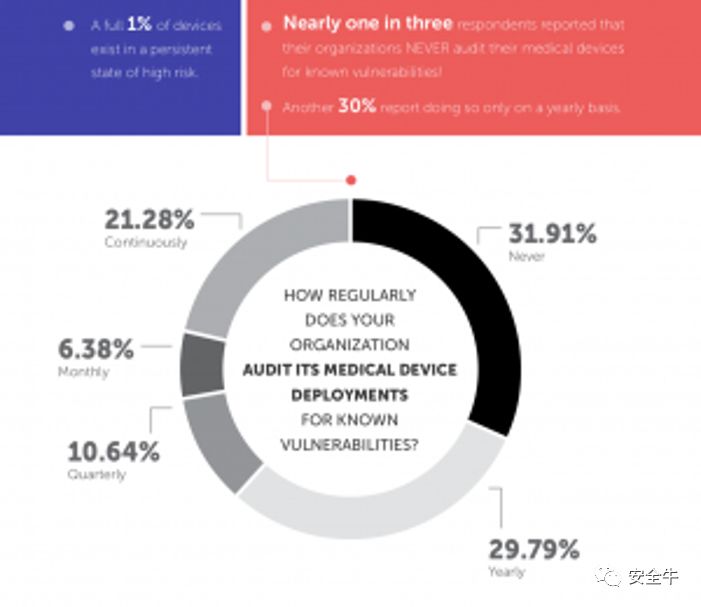 A full 1% of devices
exist in a persistent
state of high risk.
Nearly one in three respondents reported that
their organizations NEVER audit their medical devices
for known vulnerabilities!
Another 30% report doing so only on a yearly basis.
21.28%
Continuously
31.91%
Never
HOW REGULARLY
DOES YOUR
ORGANIZATION
AUDIT ITS MEDICAL DEVICE
DEPLOYMENTS
FOR KNOWN
VULNERABILITIES?
6.38%
Monthly
10.64%
Quarterly
29.79%
Yearly
安全牛